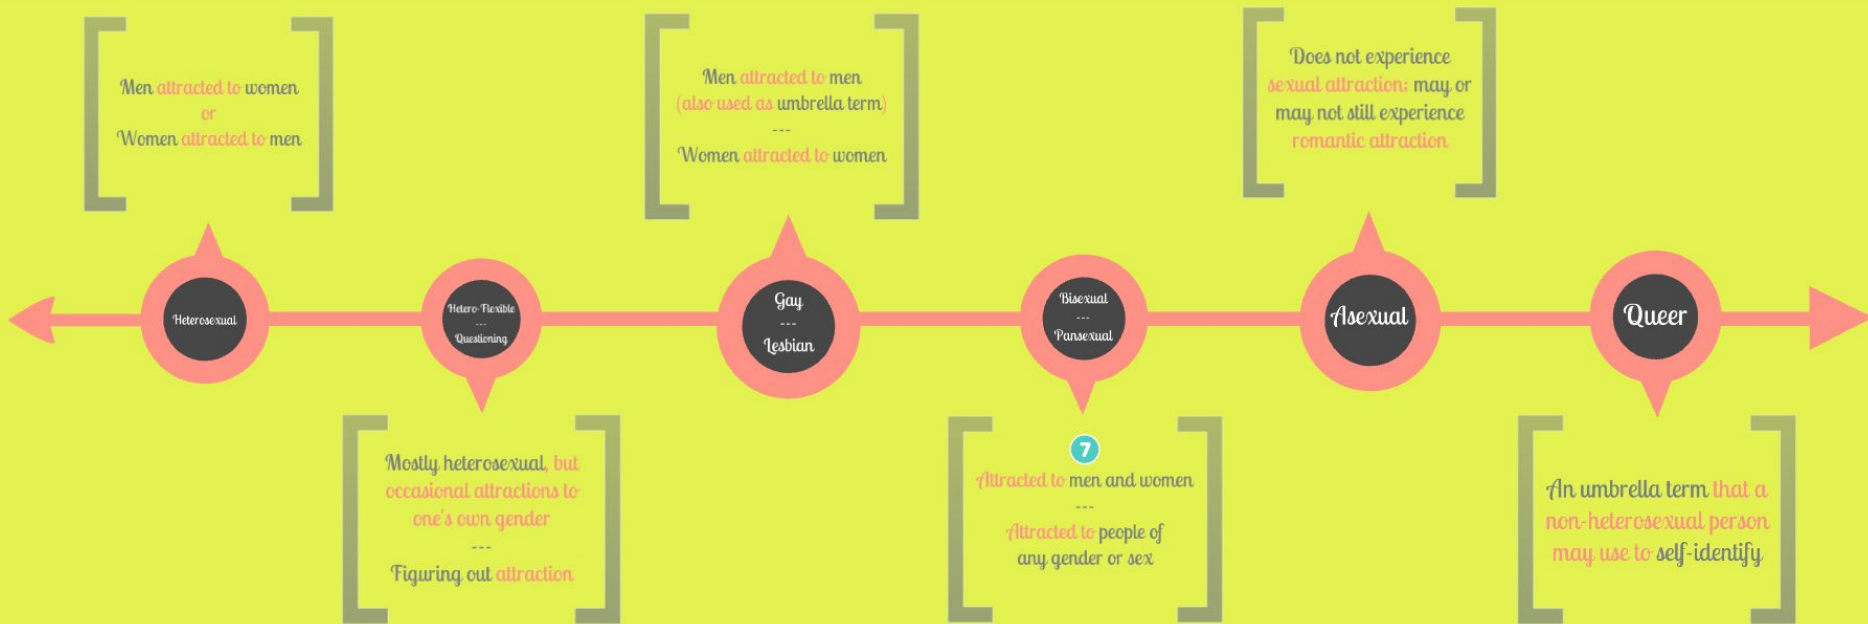 Men attracted to women
or
Women attracted to men
Men attracted to men
(also used as umbrella term)
---
Women attracted to women
Does not experience
sexual attraction; may or
may not still experience
romantic attraction
Heterosexual
Hetero-Flexible
---
Questioning
Gay
---
Lesbian
Bisexual
---
Pansexual
Asexual
Queer
Mostly heterosexual, but
occasional attractions to
one's own gender
---
Figuring out attraction
7
Attracted to men and women
---
Attracted to people of
any gender or sex
An umbrella term that a
non-heterosexual person
may use to self-identify